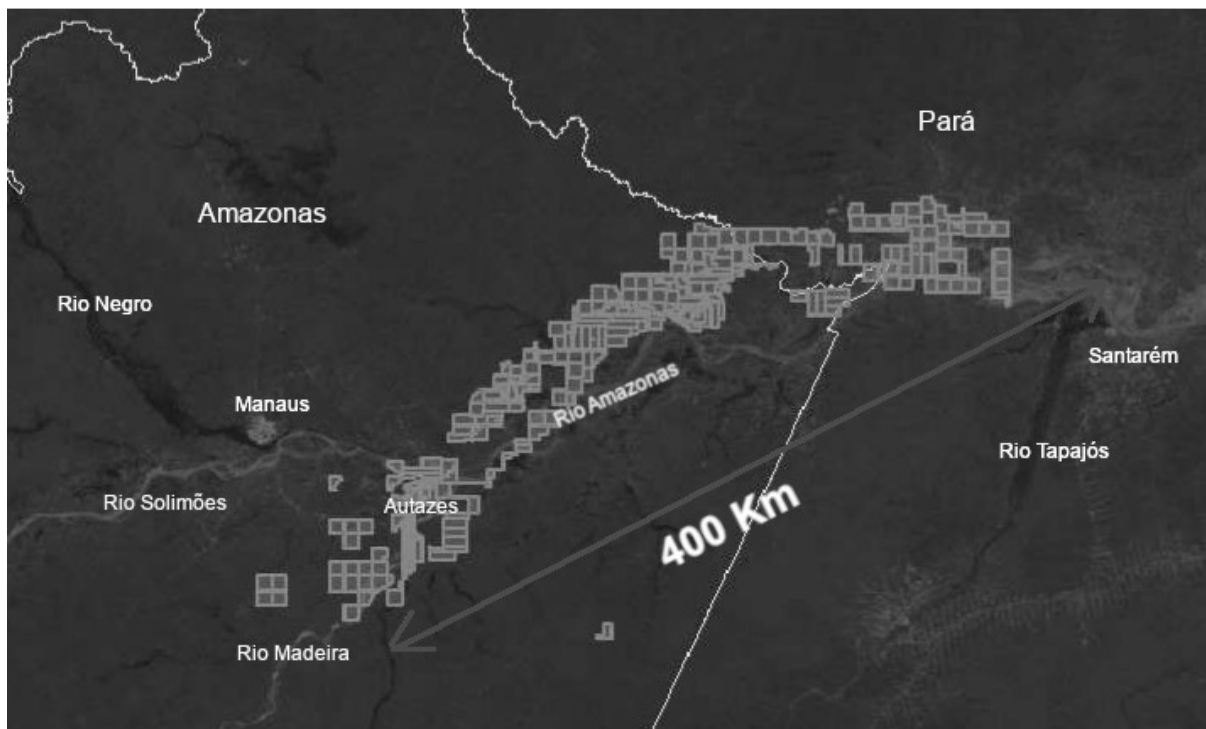 Pará
Amazonas
Rio Negro
Santarém
Manaus
Rio Amazonas
Rio Tapajós
Rio Solimões
Autazes
400 Km
Rio Madeira